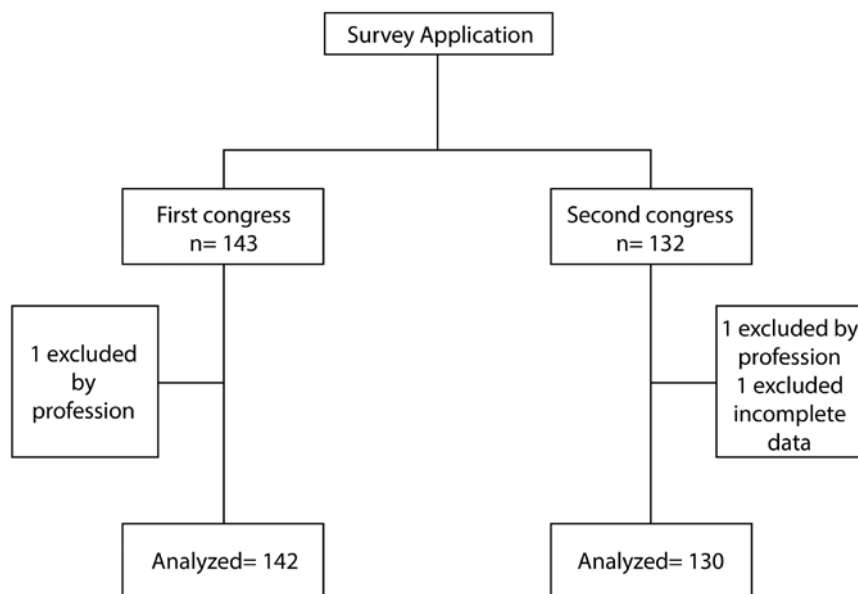 Survey Application
First congress
n= 143
Second congress
n= 132
1 excluded
by
profession
1 excluded by
profession
1 excluded
incomplete
data
Analyzed= 142
Analyzed= 130